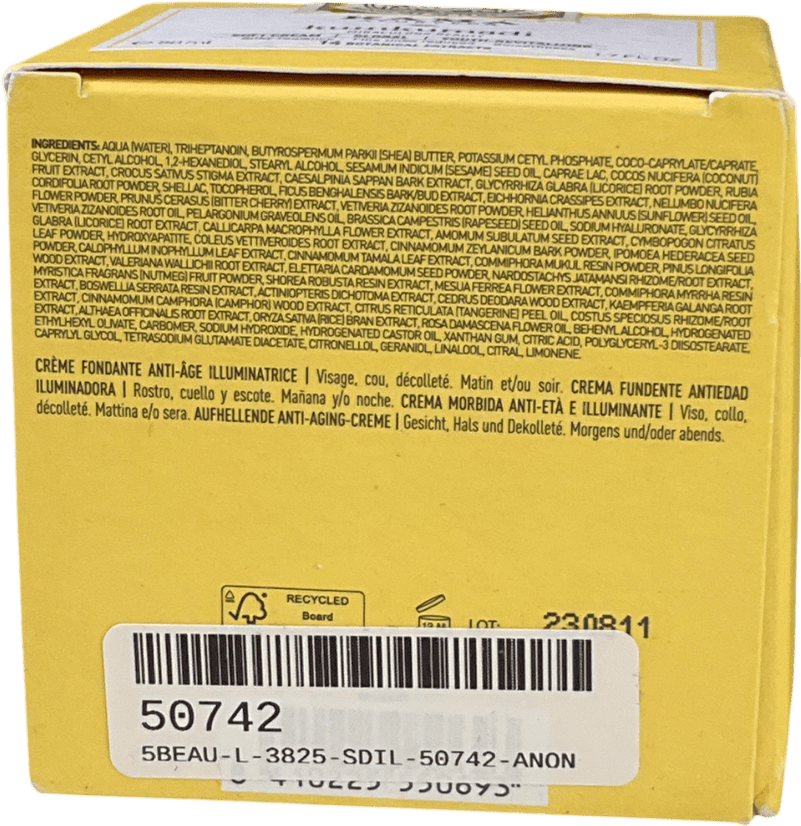 kumkumadi
SOFT CREAM | GLOBAL | YOUTH-REVITALIZING
14 BOTANICAL EXTRACTS
1.7 FL OZ
INGREDIENTS: AQUA (WATER), TRIHEPTANOIN, BUTYROSPERMUM PARKII (SHEA) BUTTER, POTASSIUM CETYL PHOSPHATE, COCO-CAPRYLATE/CAPRATE,
GLYCERIN, CETYL ALCOHOL, 1,2-HEXANEDIOL, STEARYL ALCOHOL, SESAMUM INDICUM (SESAME) SEED OIL, CAPRAE LAC, COCOS NUCIFERA (COCONUT)
FRUIT EXTRACT, CROCUS SATIVUS STIGMA EXTRACT, CAESALPINIA SAPPAN BARK EXTRACT, GLYCYRRHIZA GLABRA (LICORICE) ROOT POWDER, RUBIA
CORDIFOLIA ROOT POWDER, SHELLAC, TOCOPHEROL, FICUS BENGHALENSIS BARK/BUD EXTRACT, EICHHORNIA CRASSIPES EXTRACT, NELUMBO NUCIFERA
FLOWER POWDER, PRUNUS CERASUS (BITTER CHERRY) EXTRACT, VETIVERIA ZIZANOIDES ROOT POWDER, HELIANTHUS ANNUUS (SUNFLOWER) SEED OIL,
VETIVERIA ZIZANOIDES ROOT OIL, PELARGONIUM GRAVEOLENS OIL, BRASSICA CAMPESTRIS (RAPESEED) SEED OIL, SODIUM HYALURONATE, GLYCYRRHIZA
GLABRA (LICORICE) ROOT EXTRACT, CALLICARPA MACROPHYLLA FLOWER EXTRACT, AMOMUM SUBULATUM SEED EXTRACT, CYMBOPOGON CITRATUS
LEAF POWDER, HYDROXYAPATITE, COLEUS VETTIVEROIDES ROOT EXTRACT, CINNAMOMUM ZEYLANICUM BARK POWDER, IPOMOEA HEDERACEA SEED
POWDER, CALOPHYLLUM INOPHYLLUM LEAF EXTRACT, CINNAMOMUM TAMALA LEAF EXTRACT, COMMIPHORA MUKUL RESIN POWDER, PINUS LONGIFOLIA
WOOD EXTRACT, VALERIANA WALLICHII ROOT EXTRACT, ELETTARIA CARDAMOMUM SEED POWDER, NARDOSTACHYS JATAMANSI RHIZOME/ROOT EXTRACT,
MYRISTICA FRAGRANS (NUTMEG) FRUIT POWDER, SHOREA ROBUSTA RESIN EXTRACT, MESUA FERREA FLOWER EXTRACT, COMMIPHORA MYRRHA RESIN
EXTRACT, BOSWELLIA SERRATA RESIN EXTRACT, ACTINIOPTERIS DICHOTOMA EXTRACT, CEDRUS DEODARA WOOD EXTRACT, KAEMPFERIA GALANGA ROOT
EXTRACT, CINNAMOMUM CAMPHORA (CAMPHOR) WOOD EXTRACT, CITRUS RETICULATA (TANGERINE) PEEL OIL, COSTUS SPECIOSUS RHIZOME/ROOT
EXTRACT, ALTHAEA OFFICINALIS ROOT EXTRACT, ORYZA SATIVA (RICE) BRAN EXTRACT, ROSA DAMASCENA FLOWER OIL, BEHENYL ALCOHOL, HYDROGENATED
ETHYLHEXYL OLIVATE, CARBOMER, SODIUM HYDROXIDE, HYDROGENATED CASTOR OIL, XANTHAN GUM, CITRIC ACID, POLYGLYCERYL-3 DIISOSTEARATE,
CAPRYLYL GLYCOL, TETRASODIUM GLUTAMATE DIACETATE, CITRONELLOL, GERANIOL, LINALOOL, CITRAL, LIMONENE.
CRÈME FONDANTE ANTI-ÂGE ILLUMINATRICE | Visage, cou, décolleté. Matin et/ou soir. CREMA FUNDENTE ANTIEDAD
ILUMINADORA | Rostro, cuello y escote. Mañana y/o noche. CREMA MORBIDA ANTI-ETÀ E ILLUMINANTE | Viso, collo,
décolleté. Mattina e/o sera. AUFHELLENDE ANTI-AGING-CREME | Gesicht, Hals und Dekolleté. Morgens und/oder abends.
RECYCLED
Board
12 M LOT: 230811
50742
5BEAU-L-3825-SDIL-50742-ANON